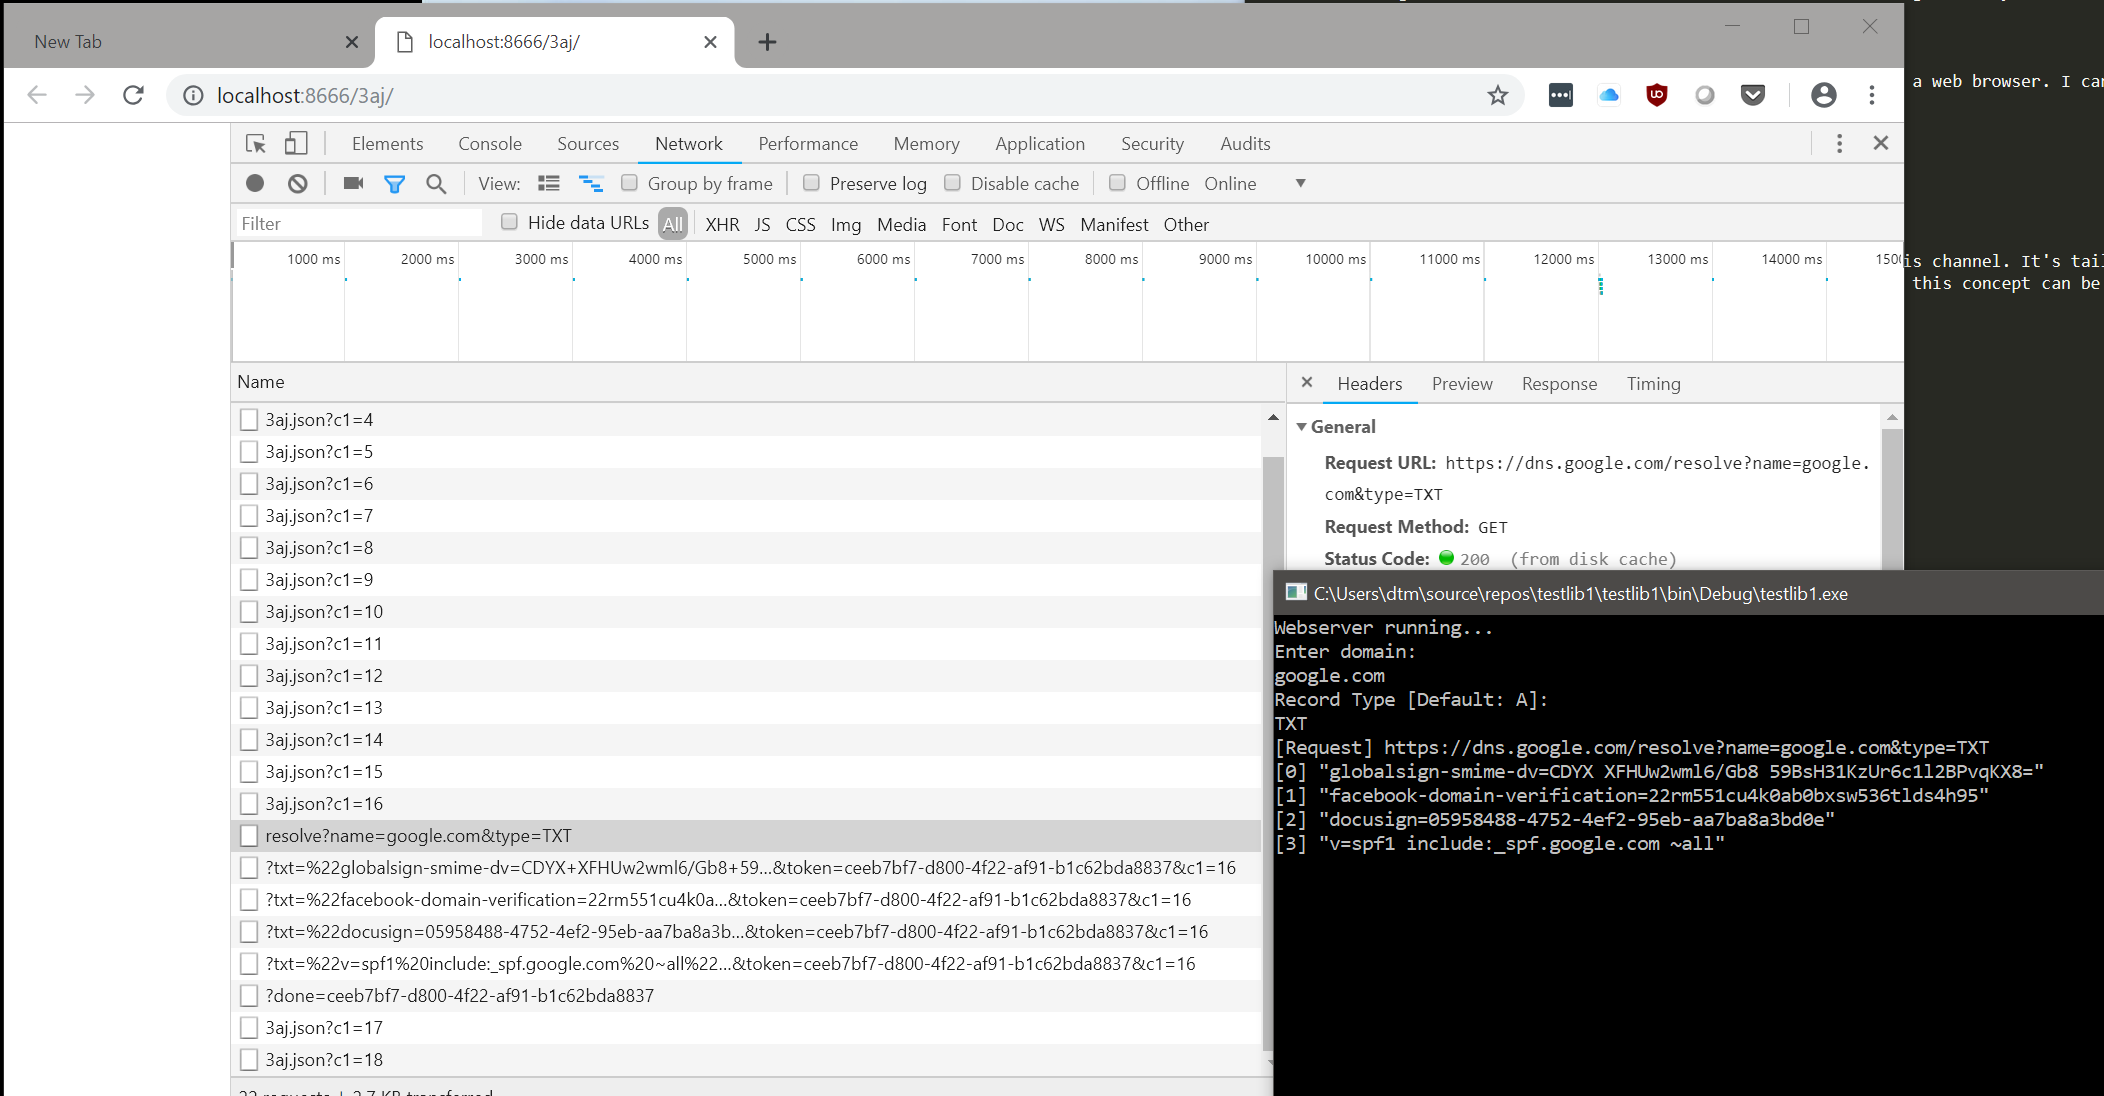 New Tab
localhost:8666/3aj/
localhost:8666/3aj/
a web browser. I can
Elements Console Sources Network Performance Memory Application Security Audits
View: Group by frame Preserve log Disable cache Offline Online
Filter Hide data URLs All XHR JS CSS Img Media Font Doc WS Manifest Other
1000 ms 2000 ms 3000 ms 4000 ms 5000 ms 6000 ms 7000 ms 8000 ms 9000 ms 10000 ms 11000 ms 12000 ms 13000 ms 14000 ms
is channel. It's
this concept can be
Name
Headers Preview Response Timing
3aj.json?c1=4
3aj.json?c1=5
3aj.json?c1=6
3aj.json?c1=7
3aj.json?c1=8
3aj.json?c1=9
3aj.json?c1=10
3aj.json?c1=11
3aj.json?c1=12
3aj.json?c1=13
3aj.json?c1=14
3aj.json?c1=15
3aj.json?c1=16
resolve?name=google.com&type=TXT
?txt=%22globalsign-smime-dv=CDYX+XFHUw2wml6/Gb8+59...&token=ceeb7bf7-d800-4f22-af91-b1c62bda8837&c1=16
?txt=%22facebook-domain-verification=22rm551cu4k0a...&token=ceeb7bf7-d800-4f22-af91-b1c62bda8837&c1=16
?txt=%22docusign=05958488-4752-4ef2-95eb-aa7ba8a3b...&token=ceeb7bf7-d800-4f22-af91-b1c62bda8837&c1=16
?txt=%22v=spf1%20include:_spf.google.com%20~all%22...&token=ceeb7bf7-d800-4f22-af91-b1c62bda8837&c1=16
?done=ceeb7bf7-d800-4f22-af91-b1c62bda8837
3aj.json?c1=17
3aj.json?c1=18
General
Request URL: https://dns.google.com/resolve?name=google.
com&type=TXT
Request Method: GET
Status Code: 200 (from disk cache)
C:\Users\dtm\source\repos\testlib1\testlib1\bin\Debug\testlib1.exe
Webserver running...
Enter domain:
google.com
Record Type [Default: A]:
TXT
[Request] https://dns.google.com/resolve?name=google.com&type=TXT
[0] "globalsign-smime-dv=CDYX XFHUw2wml6/Gb8 59BsH31KzUr6c1l2BPvqKX8="
[1] "facebook-domain-verification=22rm551cu4k0ab0bxsw536tlds4h95"
[2] "docusign=05958488-4752-4ef2-95eb-aa7ba8a3bd0e"
[3] "v=spf1 include:_spf.google.com ~all"